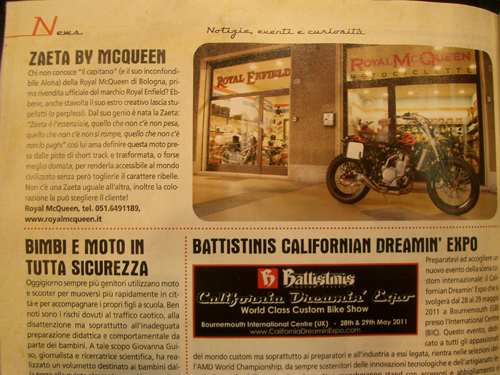 News
Notizie, eventi e curiosità
ZAETA BY MCQUEEN
Chi non conosce "Il capitano" (e il suo inconfondi-
bile Aloha) della Royal McQueen di Bologna, pri-
ma rivendita ufficiale del marchio Royal Enfield? Eb-
bene, anche stavolta il suo estro creativo lascia stu-
pefatti (o perplessi). Dal suo genio è nata la Zaeta:
"Zaeta è l'essenziale, quello che non c'è non pesa,
quello che non c'è non si rompe, quello che non c'è
non lo paghi" così lui ama definire questa moto pre-
sa dalle piste di short track e trasformata, o forse
meglio domata, per renderla accessibile al mondo
civilizzato senza però toglierle il carattere ribelle.
Non c'è una Zaeta uguale all'altra, inoltre la colo-
razione la può scegliere il cliente!
Royal McQueen, tel. 051.6491189,
www.royalmcqueen.it
ROYAL ENFIELD
ROYAL MCQUEEN
MOTOCICLETTE
BIMBI E MOTO IN
TUTTA SICUREZZA
Oggigiorno sempre più genitori utilizzano moto
e scooter per muoversi più rapidamente in cit-
tà e per accompagnare i propri figli a scuola. Ben
noti sono i rischi dovuti al traffico caotico, alla
disattenzione ma soprattutto all'inadeguata
preparazione didattica e comportamentale da
parte dei bambini. A tale scopo Giovanna Gui-
so, giornalista e ricercatrice scientifica, ha rea-
lizzato un volumetto destinato ai bambini dal-
BATTISTINIS CALIFORNIAN DREAMIN' EXPO
B Battistinis
California Dreamin' Expo
World Class Custom Bike Show
Bournemouth International Centre (UK) - 28th & 29th May 2011
www.CaliforniaDreaminExpo.com
Preparatevi ad accogliere un
nuovo evento della scena Cu-
stom internazionale: il Cali-
fornian Dreamin' Expo che si
svolgerà dal 28 al 29 maggio
2011 a Bournemouth (GB)
presso l'International Centre
(BIC). Questo evento, dedi-
cato a tutti gli appassionati
del mondo custom ma soprattutto ai preparatori e all'industria a essi legata, rientra nelle selezioni del-
l'AMD World Championship, da sempre sostenitori delle innovazioni tecnologiche e dell'artigianato